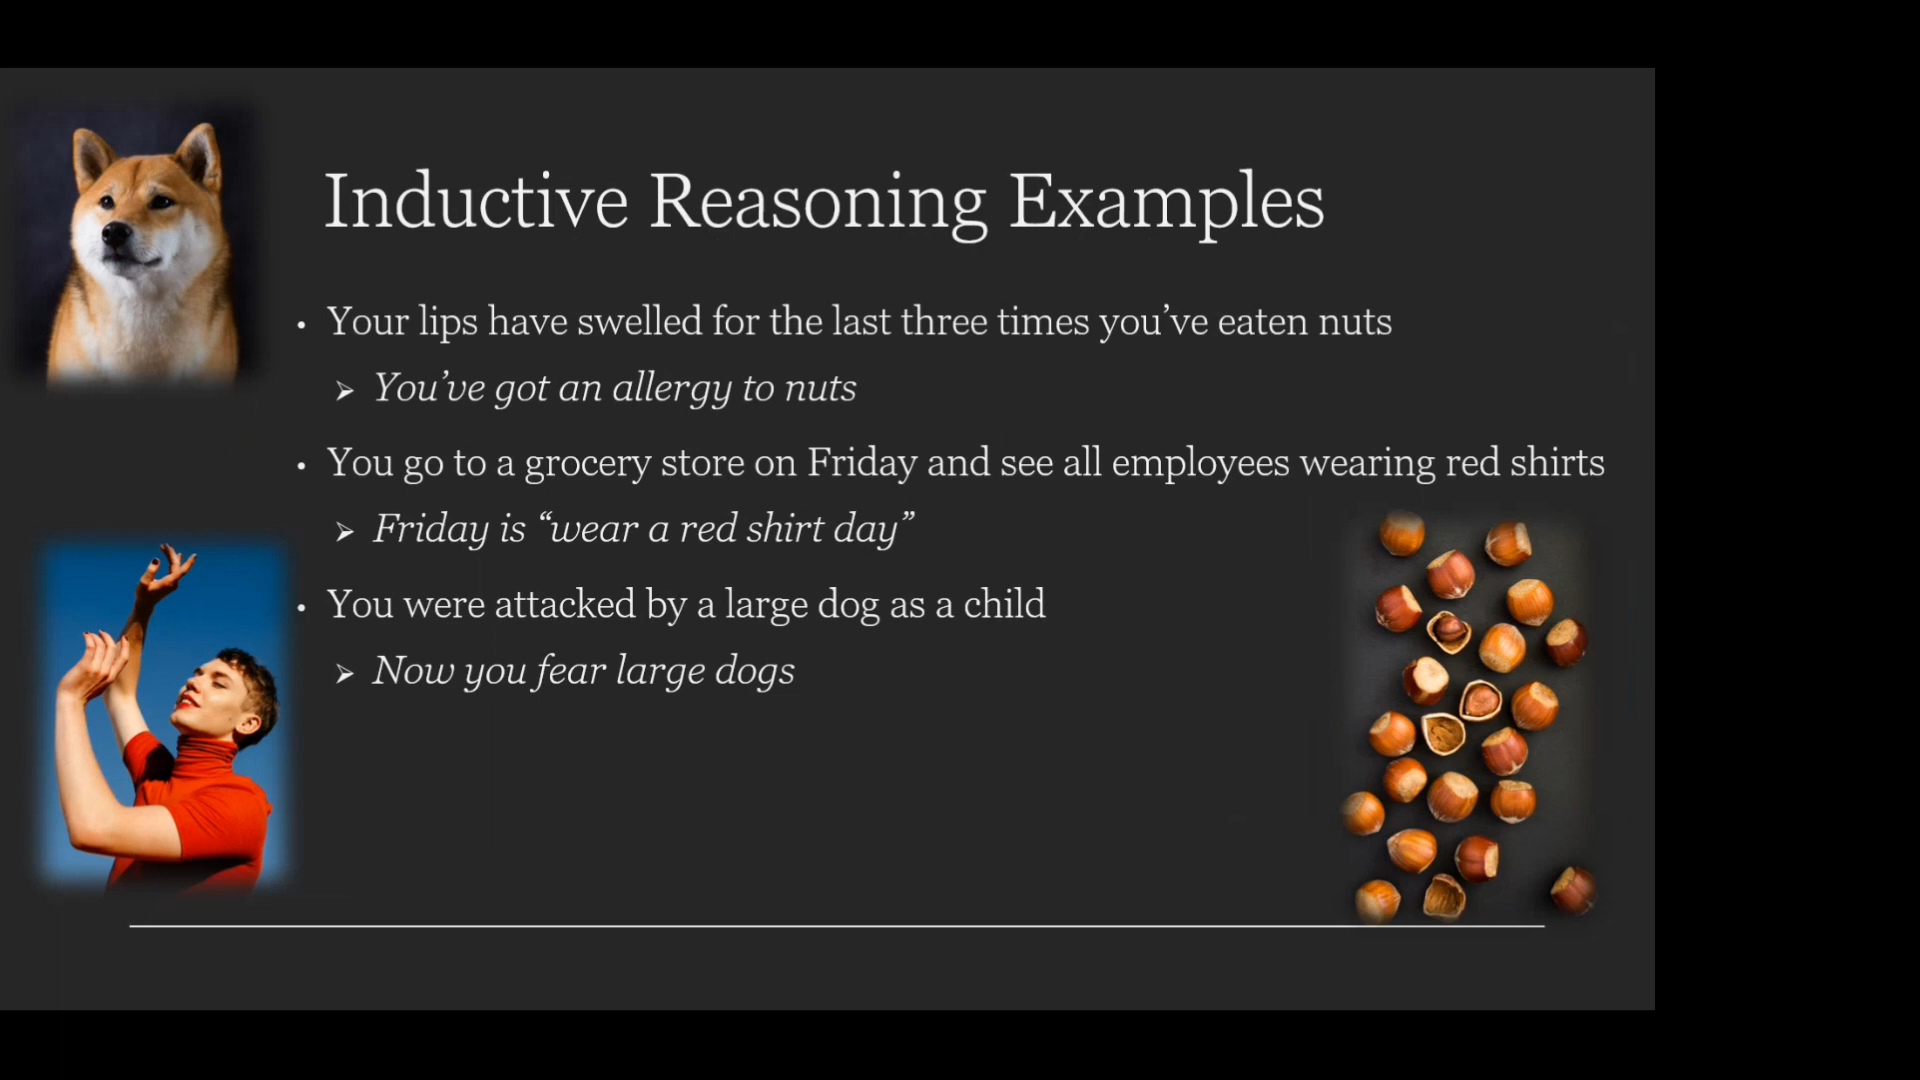 Inductive Reasoning Examples
• Your lips have swelled for the last three times you’ve eaten nuts
➢ You’ve got an allergy to nuts
• You go to a grocery store on Friday and see all employees wearing red shirts
➢ Friday is “wear a red shirt day”
• You were attacked by a large dog as a child
➢ Now you fear large dogs